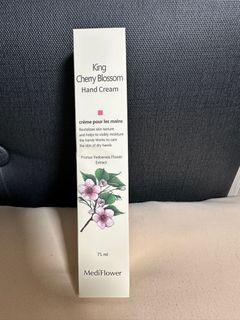 King
Cherry Blossom
Hand Cream
crème pour les mains
Revitalizes skin texture
and helps to visibly moisture
the hands Works to care
the skin of dry hands
Prunus Yedoensis Flower
Extract
75 ml
MediFlower